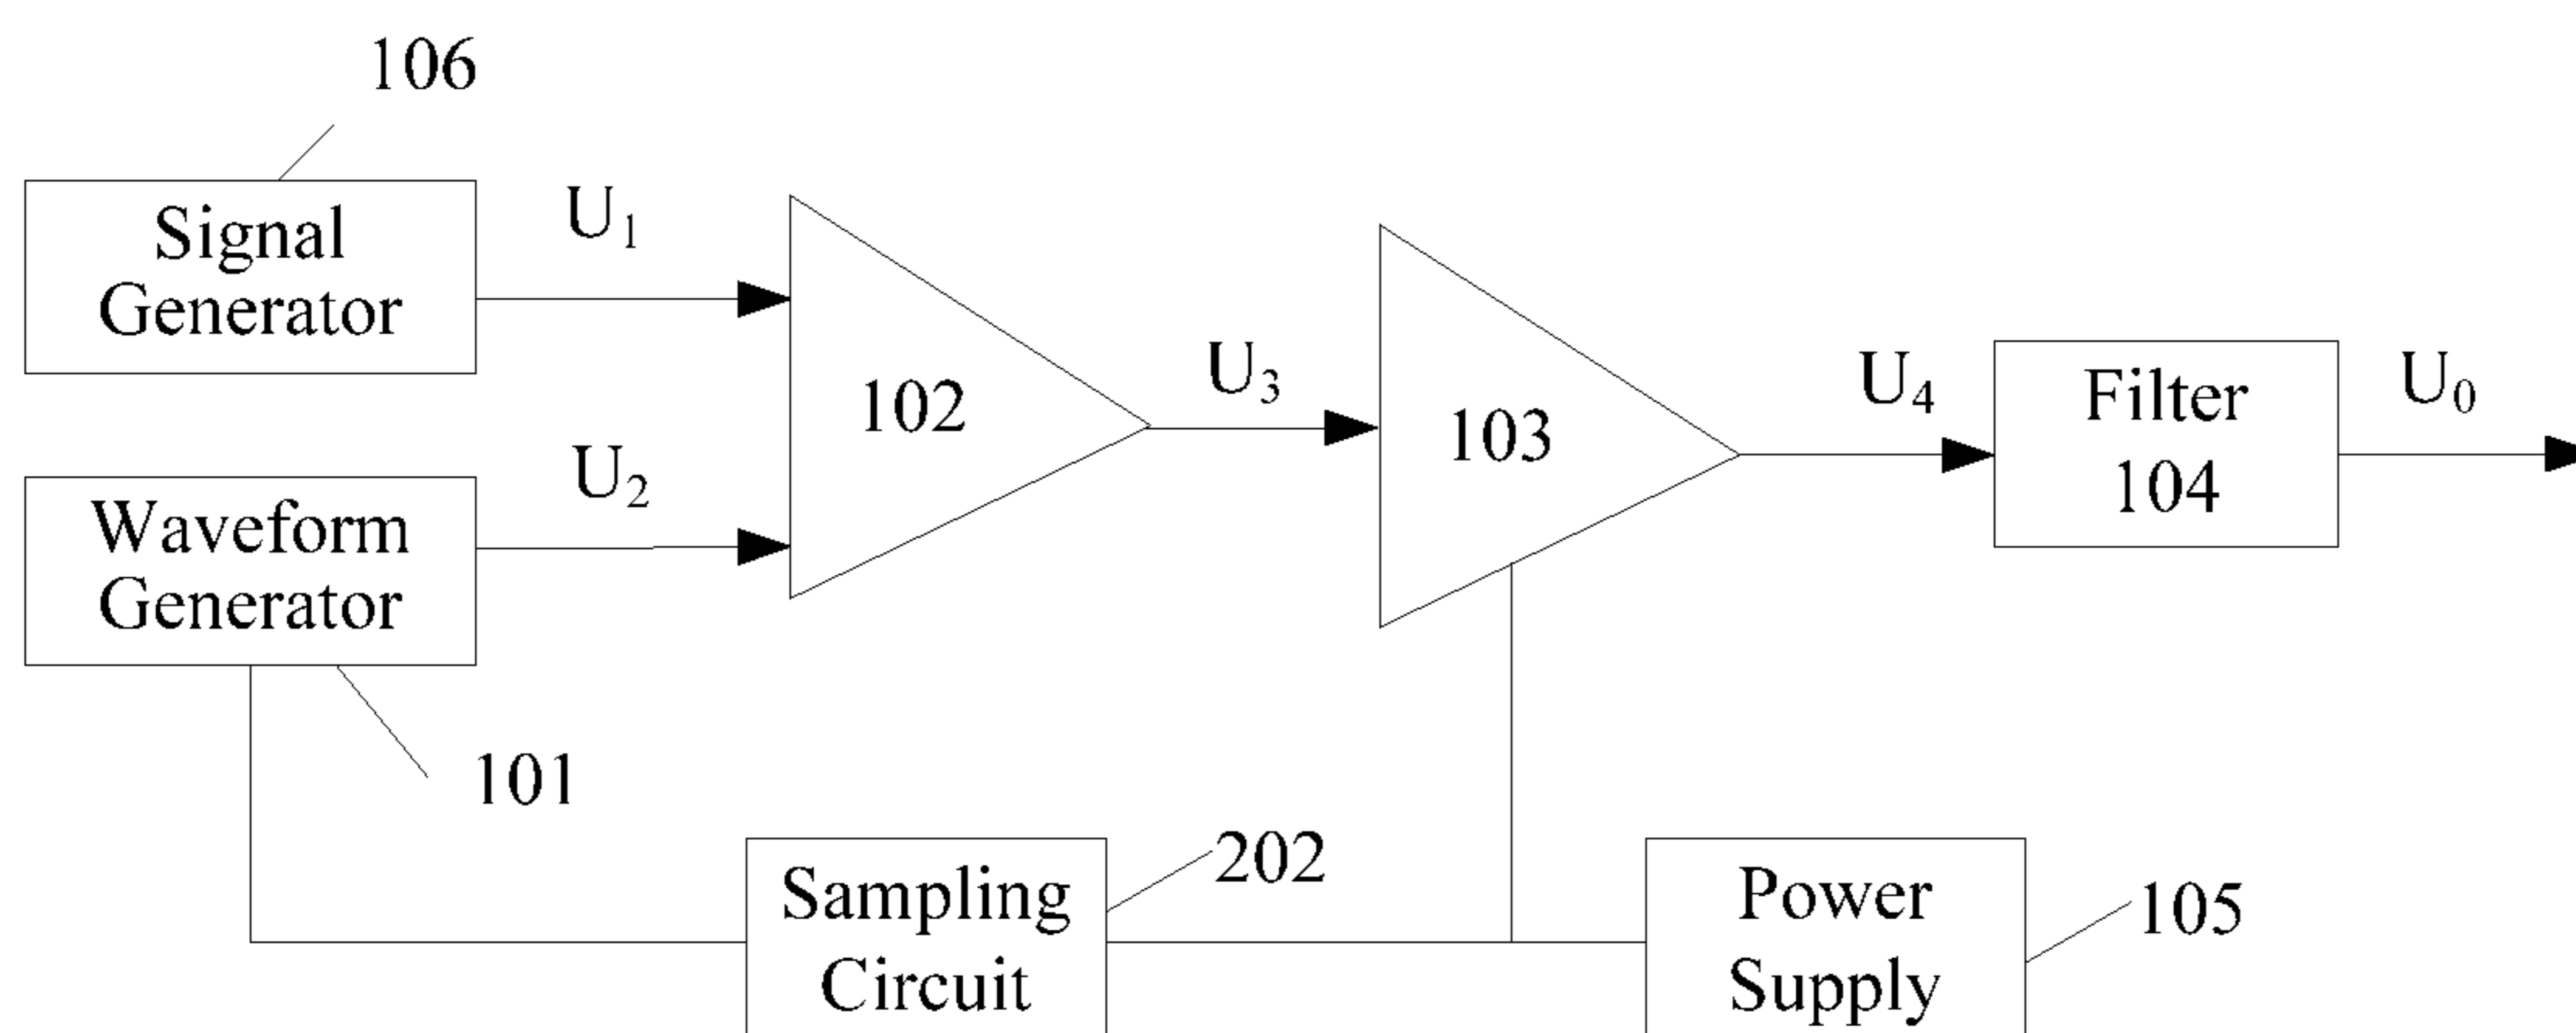 106
Signal
Generator
U₁
102
U₃
103
U₄
Filter
104
U₀
Waveform
Generator
U₂
101
Sampling
Circuit
202
Power
Supply
105